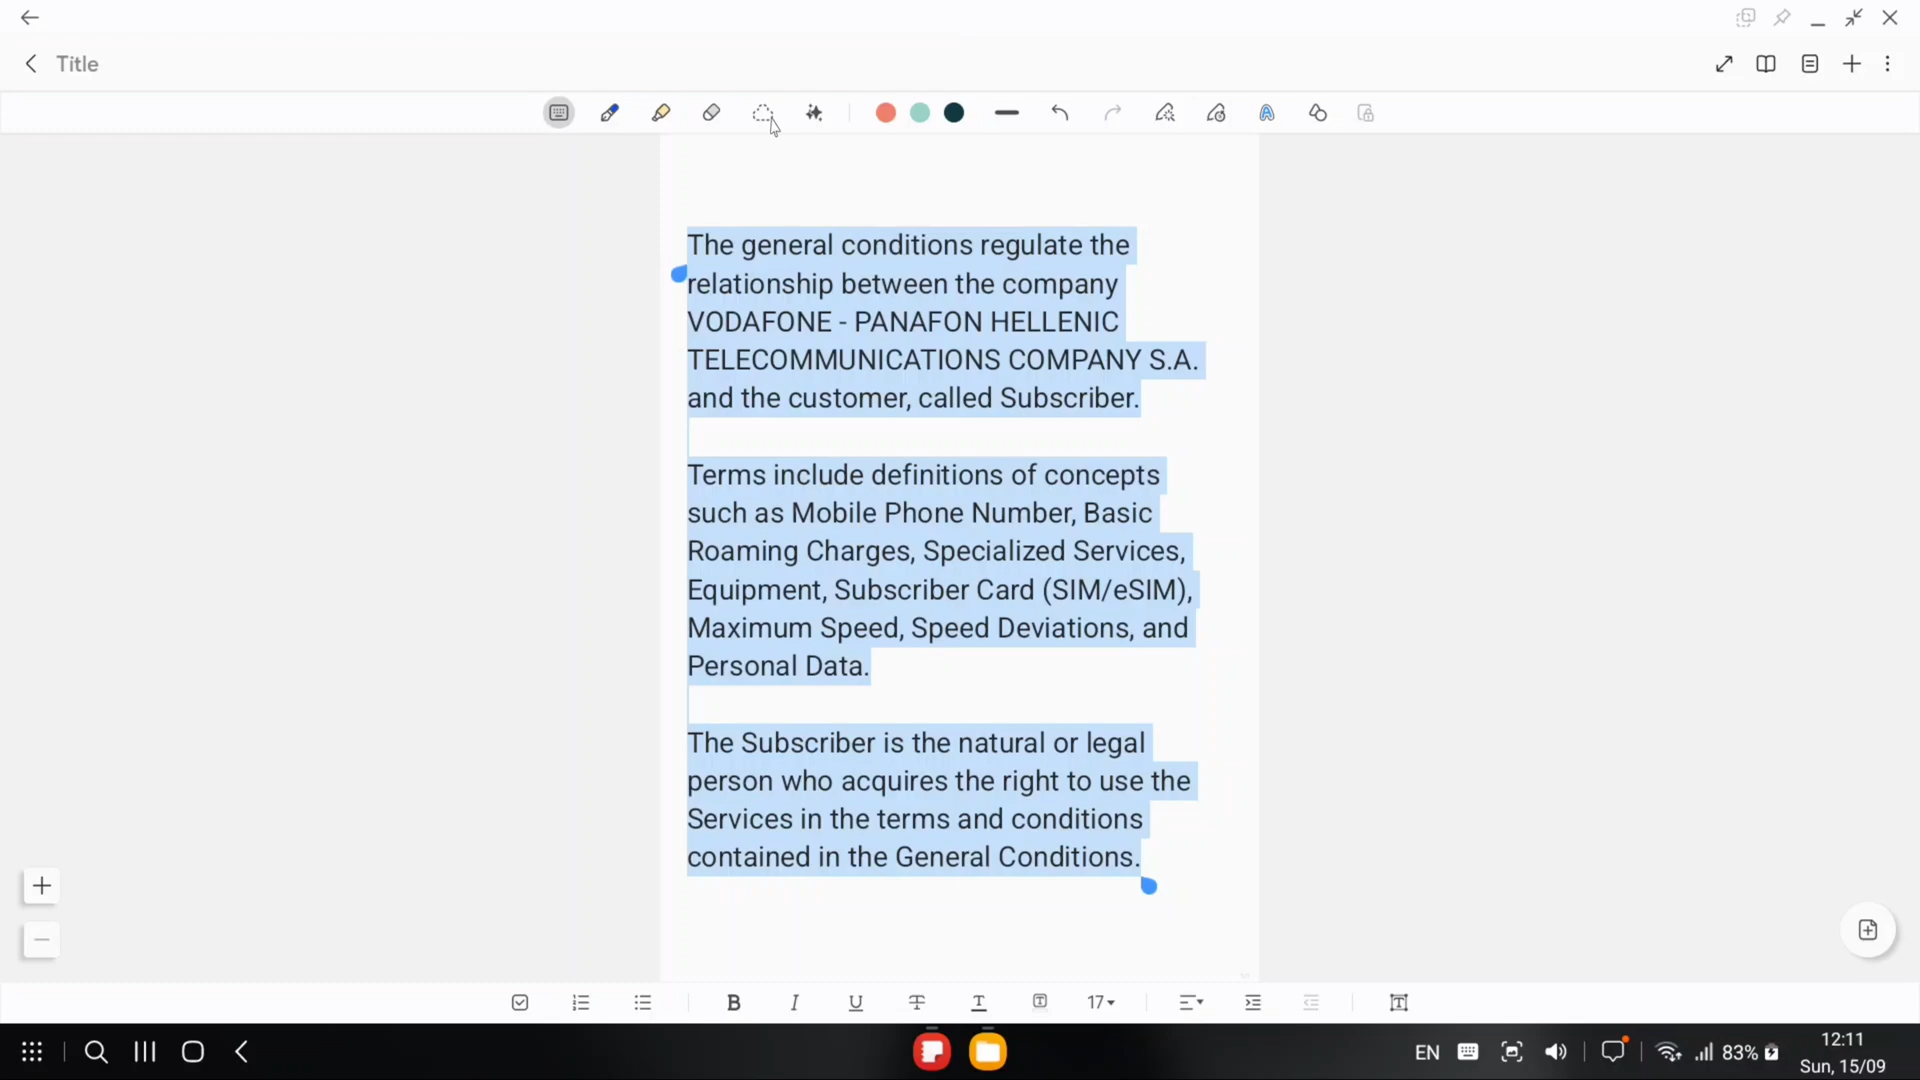 Title
The general conditions regulate the
relationship between the company
VODAFONE - PANAFON HELLENIC
TELECOMMUNICATIONS COMPANY S.A.
and the customer, called Subscriber.
Terms include definitions of concepts
such as Mobile Phone Number, Basic
Roaming Charges, Specialized Services,
Equipment, Subscriber Card (SIM/eSIM),
Maximum Speed, Speed Deviations, and
Personal Data.
The Subscriber is the natural or legal
person who acquires the right to use the
Services in the terms and conditions
contained in the General Conditions.
B I U T T T 17 T
EN 83% 12:11
Sun, 15/09